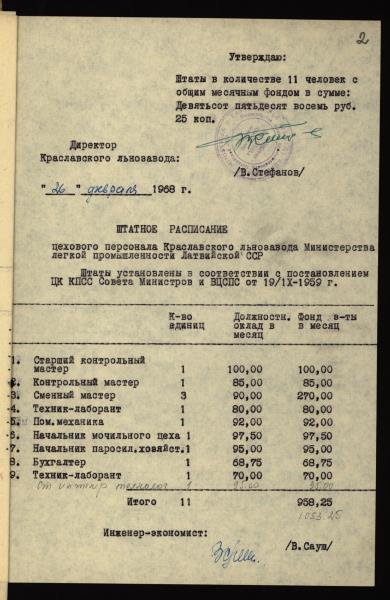 2
Утверждаю:
Штаты в количестве 11 человек с
общим месячным фондом в сумме:
Девятьсот пятьдесят восемь руб.
25 коп.
Директор
Краславского льнозавода:
/В.Стефанов/
"26" февраля 1968 г.
ШТАТНОЕ РАСПИСАНИЕ
цехового персонала Краславского льнозавода Министерства
легкой промышленности Латвийской ССР
Штаты установлены в соответствии с постановлением
ЦК КПСС Совета Министров и ВЦСПС от 19/IX-1959 г.
К-во единиц Должностн. оклад в месяц Фонд з-ты в месяц
1. Старший контрольный
мастер 1 100,00 100,00
2. Контрольный мастер 1 85,00 85,00
3. Сменный мастер 3 90,00 270,00
4. Техник-лаборант 1 80,00 80,00
5. Пом.механика 1 92,00 92,00
6. Начальник мочильного цеха 1 97,50 97,50
7. Начальник паросил.хозяйст. 1 95,00 95,00
8. Бухгалтер 1 68,75 68,75
9. Техник-лаборант 1 70,00 70,00
технолог 1
Итого 11 958,25
1053.25
Инженер-экономист:
/В.Сауш/